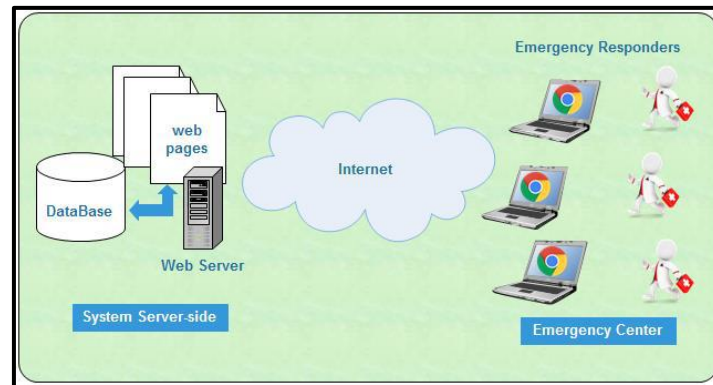 Emergency Responders
web
pages
Internet
DataBase
Web Server
System Server-side
Emergency Center